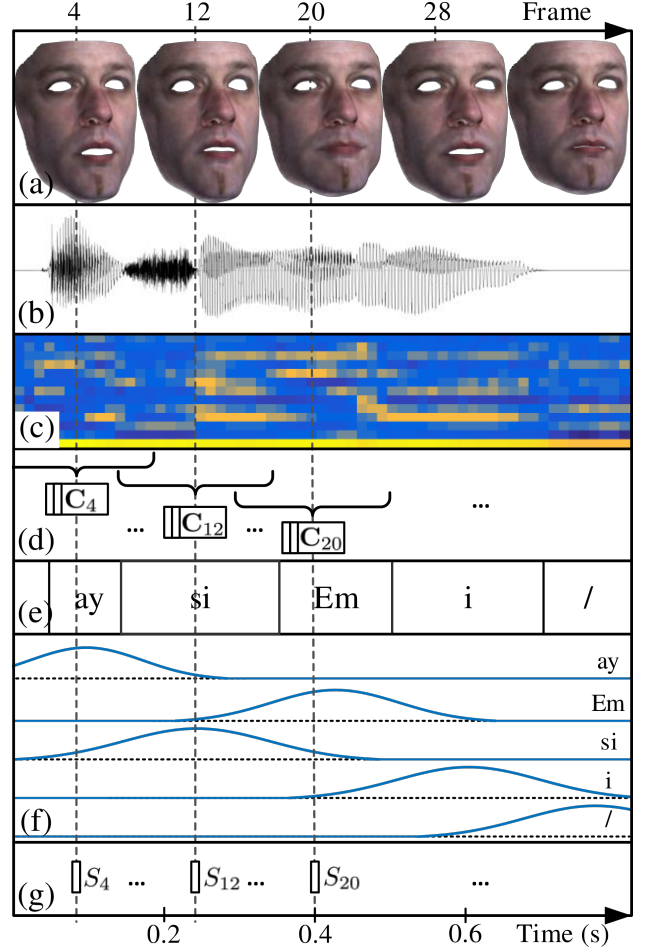 4 12 20 28 Frame
(a)
(b)
(c)
C4
... C12 ... ...
C20
(d)
(e) ay si Em i /
ay
Em
si
i
(f) /
(g) S4 ... S12 ... S20 ...
0.2 0.4 0.6 Time (s)